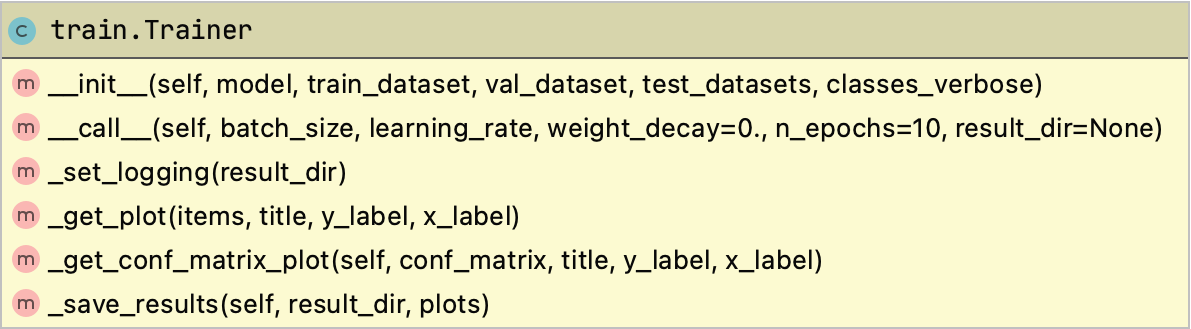 c train.Trainer
m __init__(self, model, train_dataset, val_dataset, test_datasets, classes_verbose)
m __call__(self, batch_size, learning_rate, weight_decay=0., n_epochs=10, result_dir=None)
m _set_logging(result_dir)
m _get_plot(items, title, y_label, x_label)
m _get_conf_matrix_plot(self, conf_matrix, title, y_label, x_label)
m _save_results(self, result_dir, plots)